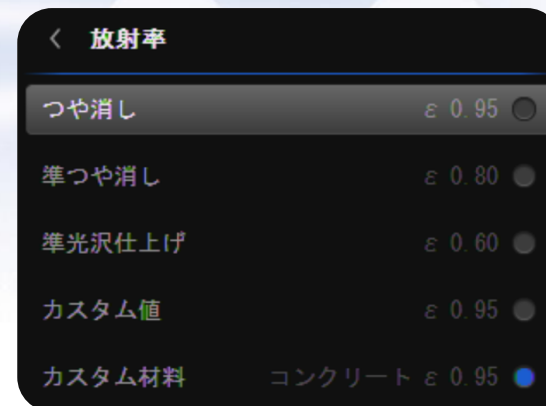 放射率
つや消し ε 0.95
準つや消し ε 0.80
準光沢仕上げ ε 0.60
カスタム値 ε 0.95
カスタム材料 コンクリート ε 0.95